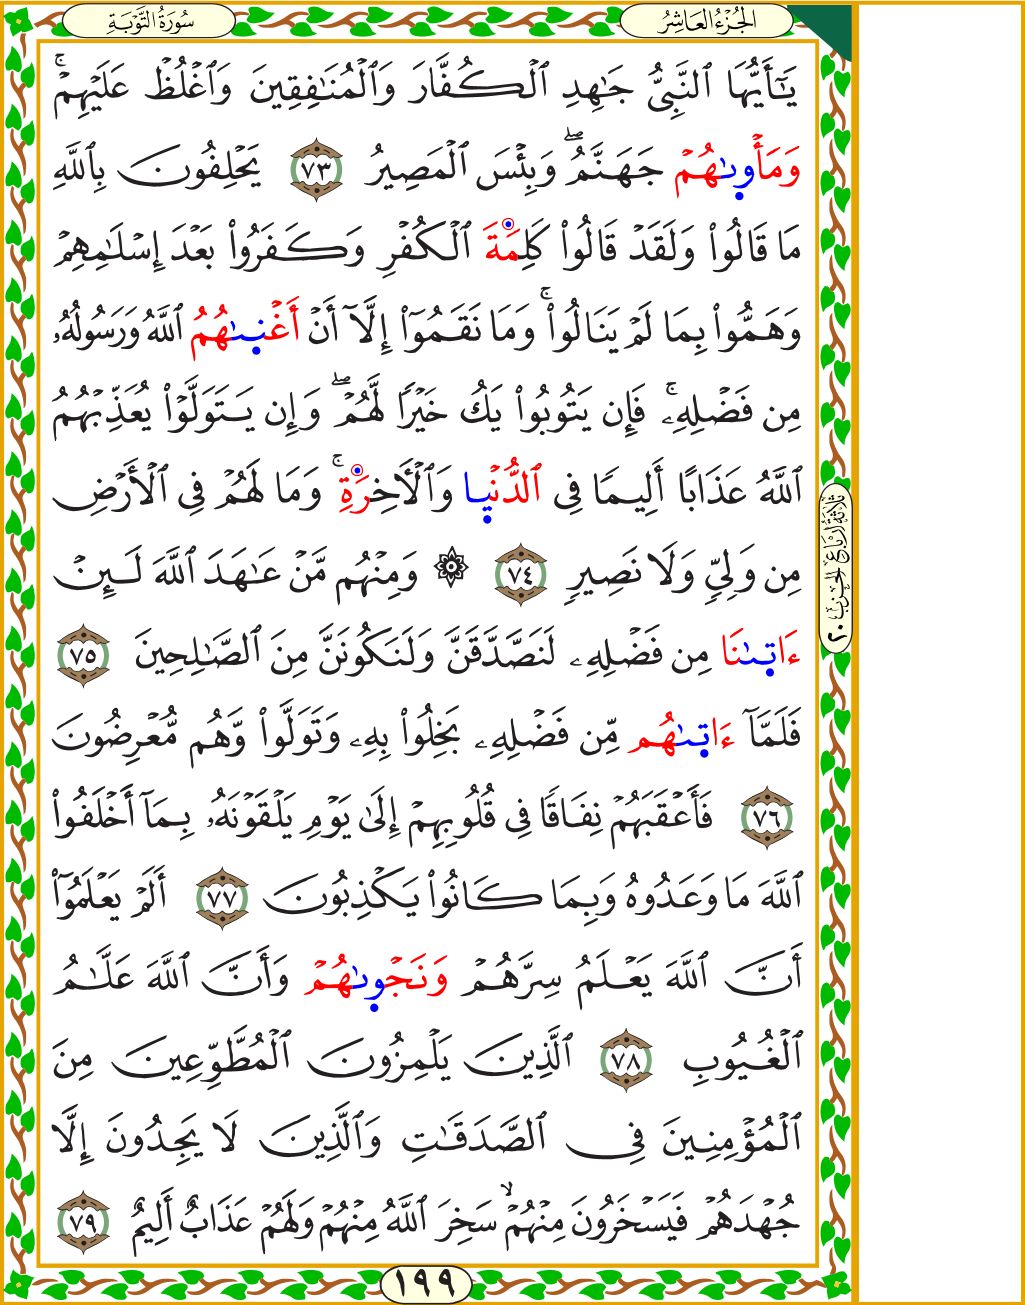 الجُزْءُ العَاشِرُ
سُورَةُ التَّوْبَةِ
يَـٰٓأَيُّهَا ٱلنَّبِىُّ جَـٰهِدِ ٱلْكُفَّارَ وَٱلْمُنَـٰفِقِينَ وَٱغْلُظْ عَلَيْهِمْ ۚ
وَمَأْوٜىٰهُمْ جَهَنَّمُ ۖ وَبِئْسَ ٱلْمَصِيرُ ٧٣ يَحْلِفُونَ بِٱللَّهِ
مَا قَالُوا۟ وَلَقَدْ قَالُوا۟ كَلِمَةَ ٱلْكُفْرِ وَكَفَرُوا۟ بَعْدَ إِسْلَـٰمِهِمْ
وَهَمُّوا۟ بِمَا لَمْ يَنَالُوا۟ ۚ وَمَا نَقَمُوٓا۟ إِلَّآ أَنْ أَغْنٜىٰهُمُ ٱللَّهُ وَرَسُولُهُۥ
مِن فَضْلِهِۦ ۚ فَإِن يَتُوبُوا۟ يَكُ خَيْرًا لَّهُمْ ۖ وَإِن يَتَوَلَّوْا۟ يُعَذِّبْهُمُ
ٱللَّهُ عَذَابًا أَلِيمًا فِى ٱلدُّنْيٜا وَٱلْـَٔاخِرَةِ ۚ وَمَا لَهُمْ فِى ٱلْأَرْضِ
مِن وَلِىٍّ وَلَا نَصِيرٍ ٧٤ ۞ وَمِنْهُم مَّنْ عَـٰهَدَ ٱللَّهَ لَئِنْ
ءَاتٜىٰنَا مِن فَضْلِهِۦ لَنَصَّدَّقَنَّ وَلَنَكُونَنَّ مِنَ ٱلصَّـٰلِحِينَ ٧٥
فَلَمَّآ ءَاتٜىٰهُم مِّن فَضْلِهِۦ بَخِلُوا۟ بِهِۦ وَتَوَلَّوا۟ وَّهُم مُّعْرِضُونَ
٧٦ فَأَعْقَبَهُمْ نِفَاقًا فِى قُلُوبِهِمْ إِلَىٰ يَوْمِ يَلْقَوْنَهُۥ بِمَآ أَخْلَفُوا۟
ٱللَّهَ مَا وَعَدُوهُ وَبِمَا كَانُوا۟ يَكْذِبُونَ ٧٧ أَلَمْ يَعْلَمُوٓا۟
أَنَّ ٱللَّهَ يَعْلَمُ سِرَّهُمْ وَنَجْوٜىٰهُمْ وَأَنَّ ٱللَّهَ عَلَّـٰمُ
ٱلْغُيُوبِ ٧٨ ٱلَّذِينَ يَلْمِزُونَ ٱلْمُطَّوِّعِينَ مِنَ
ٱلْمُؤْمِنِينَ فِى ٱلصَّدَقَـٰتِ وَٱلَّذِينَ لَا يَجِدُونَ إِلَّا
جُهْدَهُمْ فَيَسْخَرُونَ مِنْهُمْ ۙ سَخِرَ ٱللَّهُ مِنْهُمْ وَلَهُمْ عَذَابٌ أَلِيمٌ ٧٩
ثَلَاثَةُ أَرْبَاعِ الحِزْبِ ٢٠
١٩٩